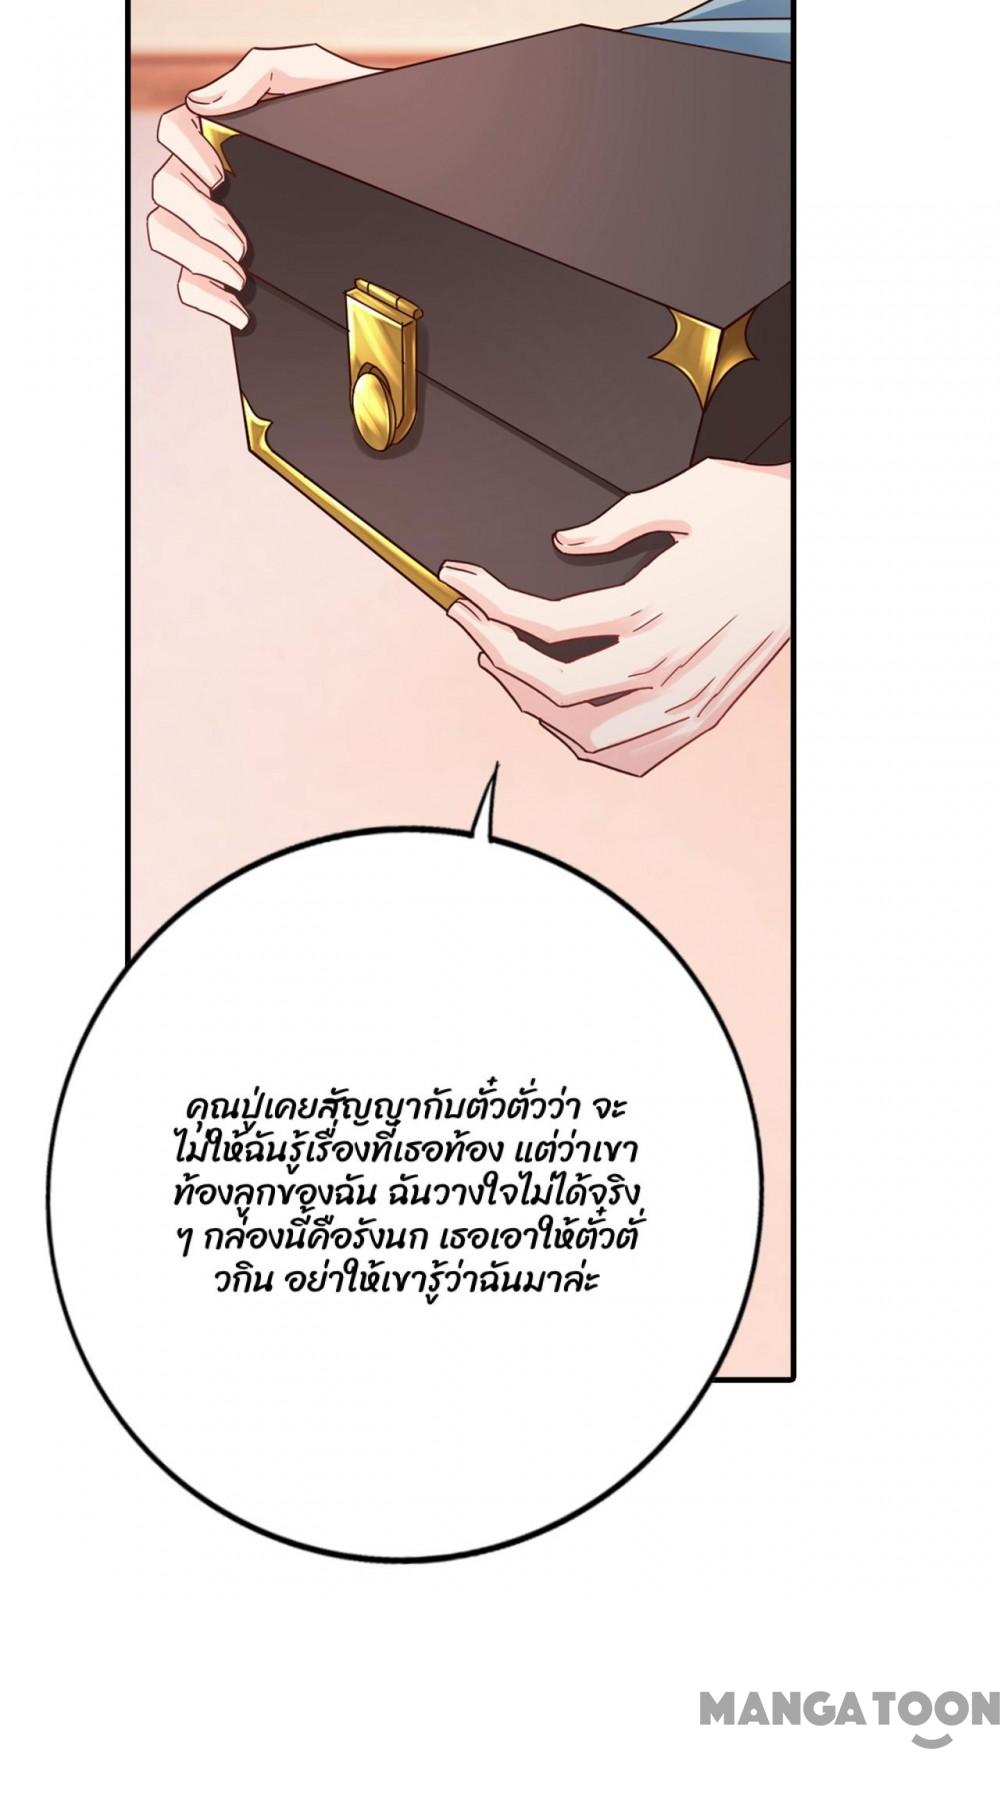 คุณปู่เคยสัญญากับตั๋วตั่วว่า จะ
ไม่ให้ฉันรู้เรื่องที่เธอท้อง แต่ว่าเขา
ท้องลูกของฉัน ฉันวางใจไม่ได้จริง
ๆ กล่องนี้คือรังนก เธอเอาให้ตั๋วตั่
วกิน อย่าให้เขารู้ว่าฉันมาล่ะ
MANGATOON